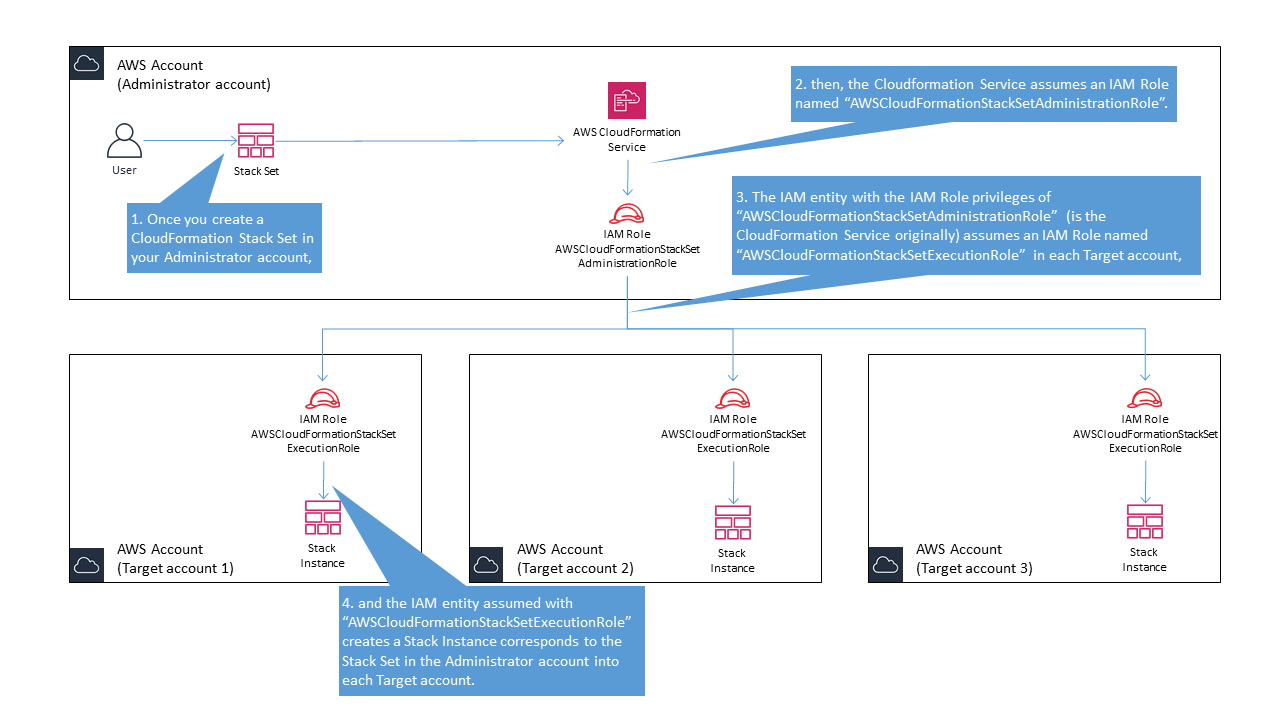 AWS Account
(Administrator account)
User
Stack Set
AWS CloudFormation
Service
2. then, the Cloudformation Service assumes an IAM Role
named “AWSCloudFormationStackSetAdministrationRole”.
1. Once you create a
CloudFormation Stack Set in
your Administrator account,
IAM Role
AWSCloudFormationStackSet
AdministrationRole
3. The IAM entity with the IAM Role privileges of
“AWSCloudFormationStackSetAdministrationRole” (is the
CloudFormation Service originally) assumes an IAM Role named
“AWSCloudFormationStackSetExecutionRole” in each Target account,
IAM Role
AWSCloudFormationStackSet
ExecutionRole
Stack
Instance
AWS Account
(Target account 1)
IAM Role
AWSCloudFormationStackSet
ExecutionRole
Stack
Instance
AWS Account
(Target account 2)
IAM Role
AWSCloudFormationStackSet
ExecutionRole
Stack
Instance
AWS Account
(Target account 3)
4. and the IAM entity assumed with
“AWSCloudFormationStackSetExecutionRole”
creates a Stack Instance corresponds to the
Stack Set in the Administrator account into
each Target account.